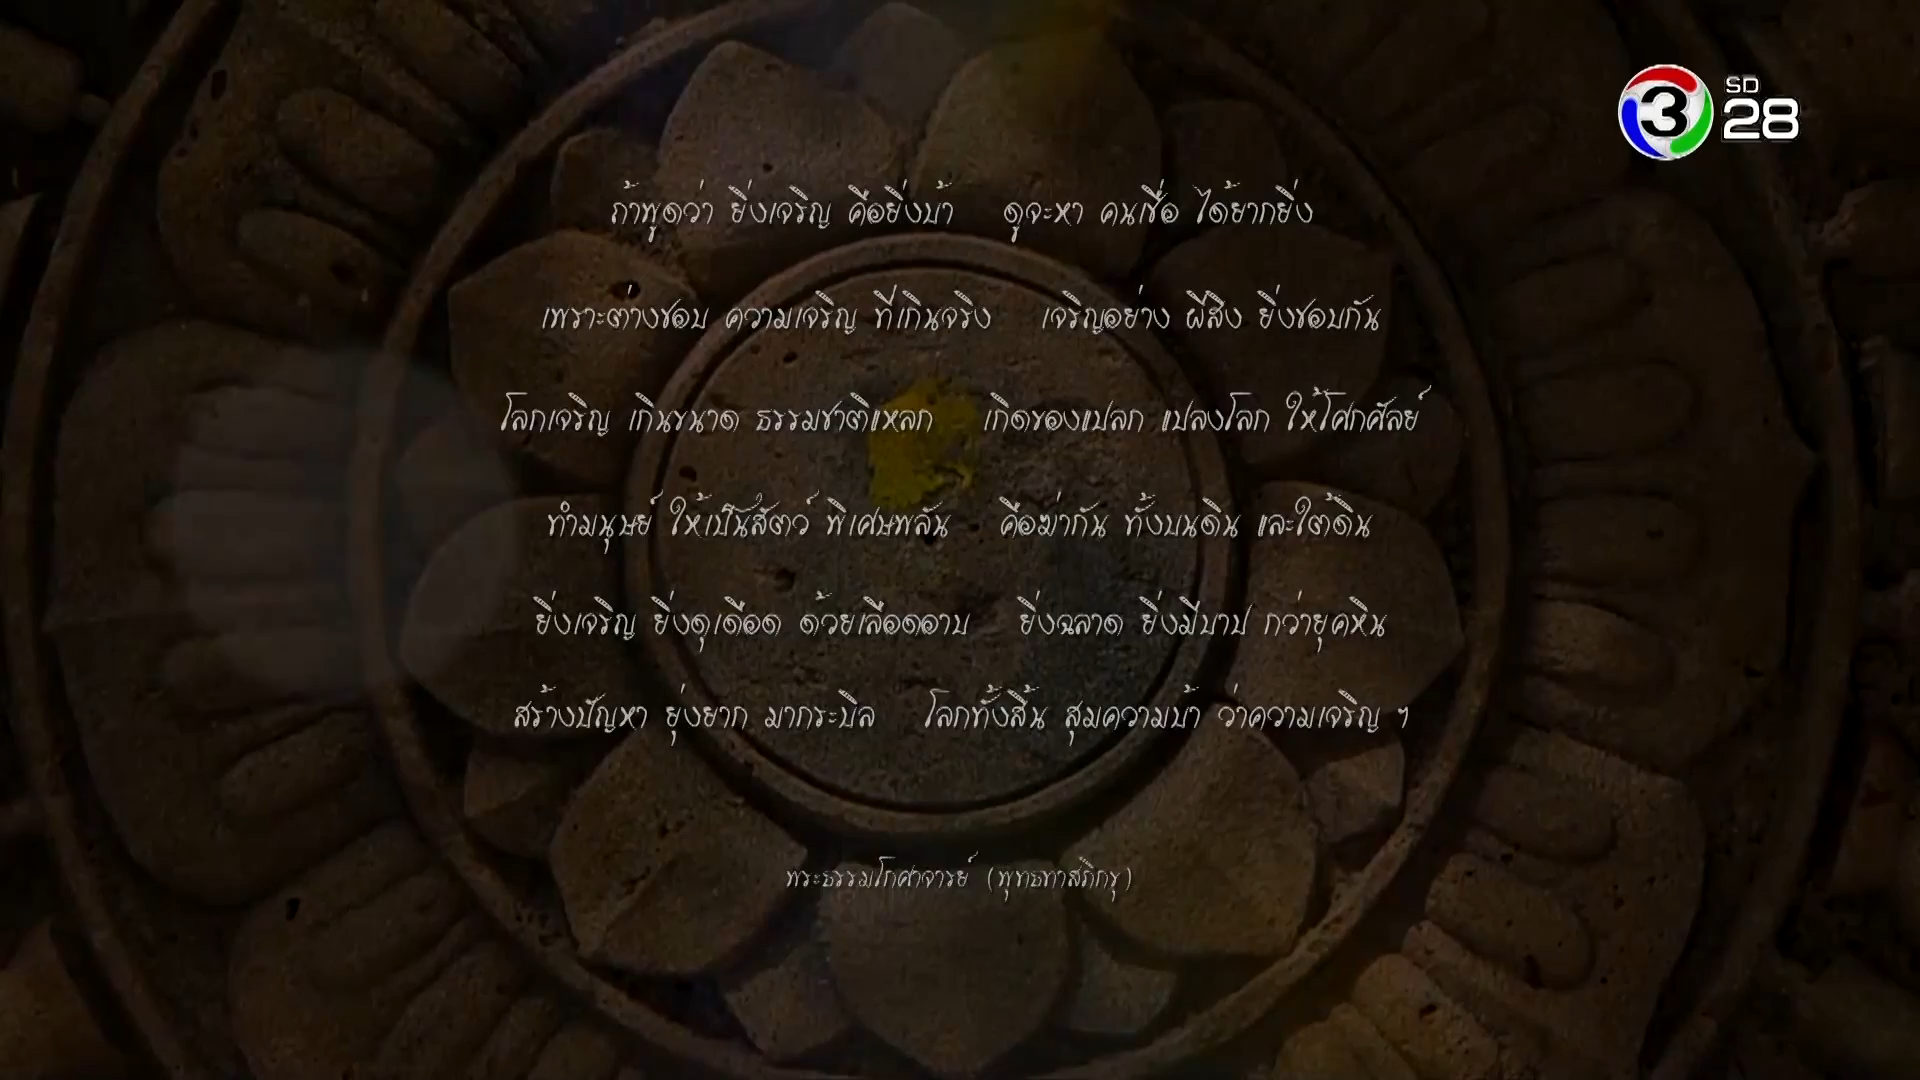 3 SD 28
ถ้าพูดว่า ยิ่งเจริญ คือยิ่งบ้า ดูจะหา คนเชื่อ ได้ยากยิ่ง
เพราะต่างชอบ ความเจริญ ที่เกินจริง เจริญอย่าง ผีสิง ยิ่งชอบกัน
โลกเจริญ เกินขนาด ธรรมชาติแหลก เกิดของแปลก แปลงโลก ให้โศกศัลย์
ทำมนุษย์ ให้เป็นสัตว์ พิเศษพลัน คือฆ่ากัน ทั้งบนดิน และใต้ดิน
ยิ่งเจริญ ยิ่งดุเดือด ด้วยเลือดอาบ ยิ่งฉลาด ยิ่งมีบาป กว่ายุคหิน
สร้างปัญหา ยุ่งยาก มากระบิล โลกทั้งสิ้น สุมความบ้า ว่าความเจริญ ฯ
พระธรรมโกศาจารย์ (พุทธทาสภิกขุ)